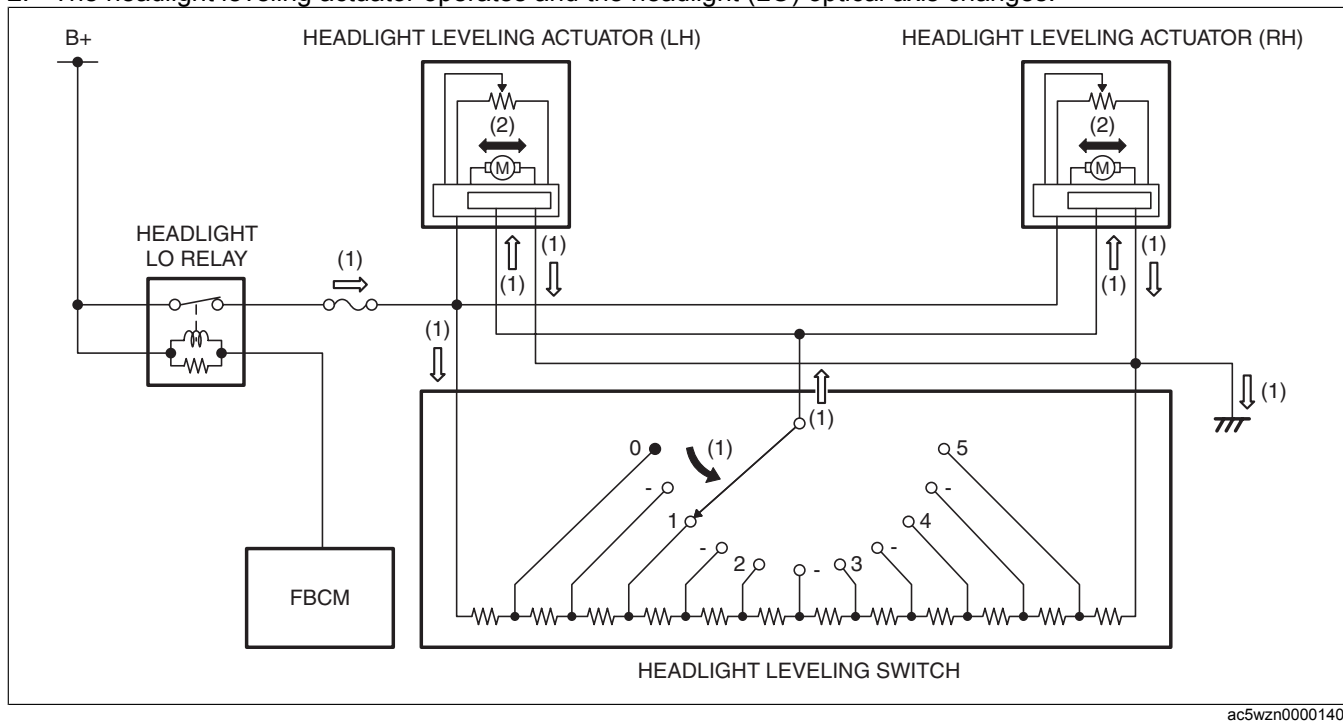 2. The headlight leveling actuator operates and the headlight (LO) optical axis changes.
B+
HEADLIGHT LEVELING ACTUATOR (LH)
HEADLIGHT LEVELING ACTUATOR (RH)
(2)
(2)
M
M
HEADLIGHT
LO RELAY
(1)
(1)
(1)
(1)
(1)
(1)
(1)
(1)
(1)
0
(1)
5
-
-
1
4
-
2
-
3
-
FBCM
HEADLIGHT LEVELING SWITCH
ac5wzn0000140